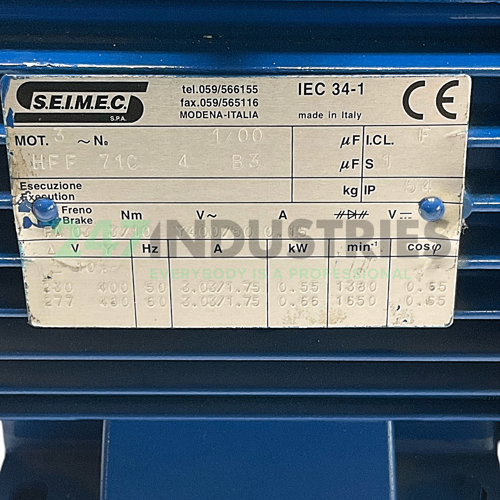 S.E.I.M.E.C.
S.P.A.
tel.059/566155
fax.059/565116
MODENA-ITALIA
IEC 34-1
made in Italy
CE
MOT. 3 ~ No 1/00 µF I.CL. F
HFF 71C 4 B3 µF S 1
Esecuzione
Execution kg IP 54
Freno
Brake Nm V~ A V
247 INDUSTRIES
EVERYBODY IS A PREACHER
V Hz A kW min-1 cosφ
230 400 50 3.03/1.75 0.55 1380 0.65
277 480 60 3.03/1.75 0.66 1650 0.65